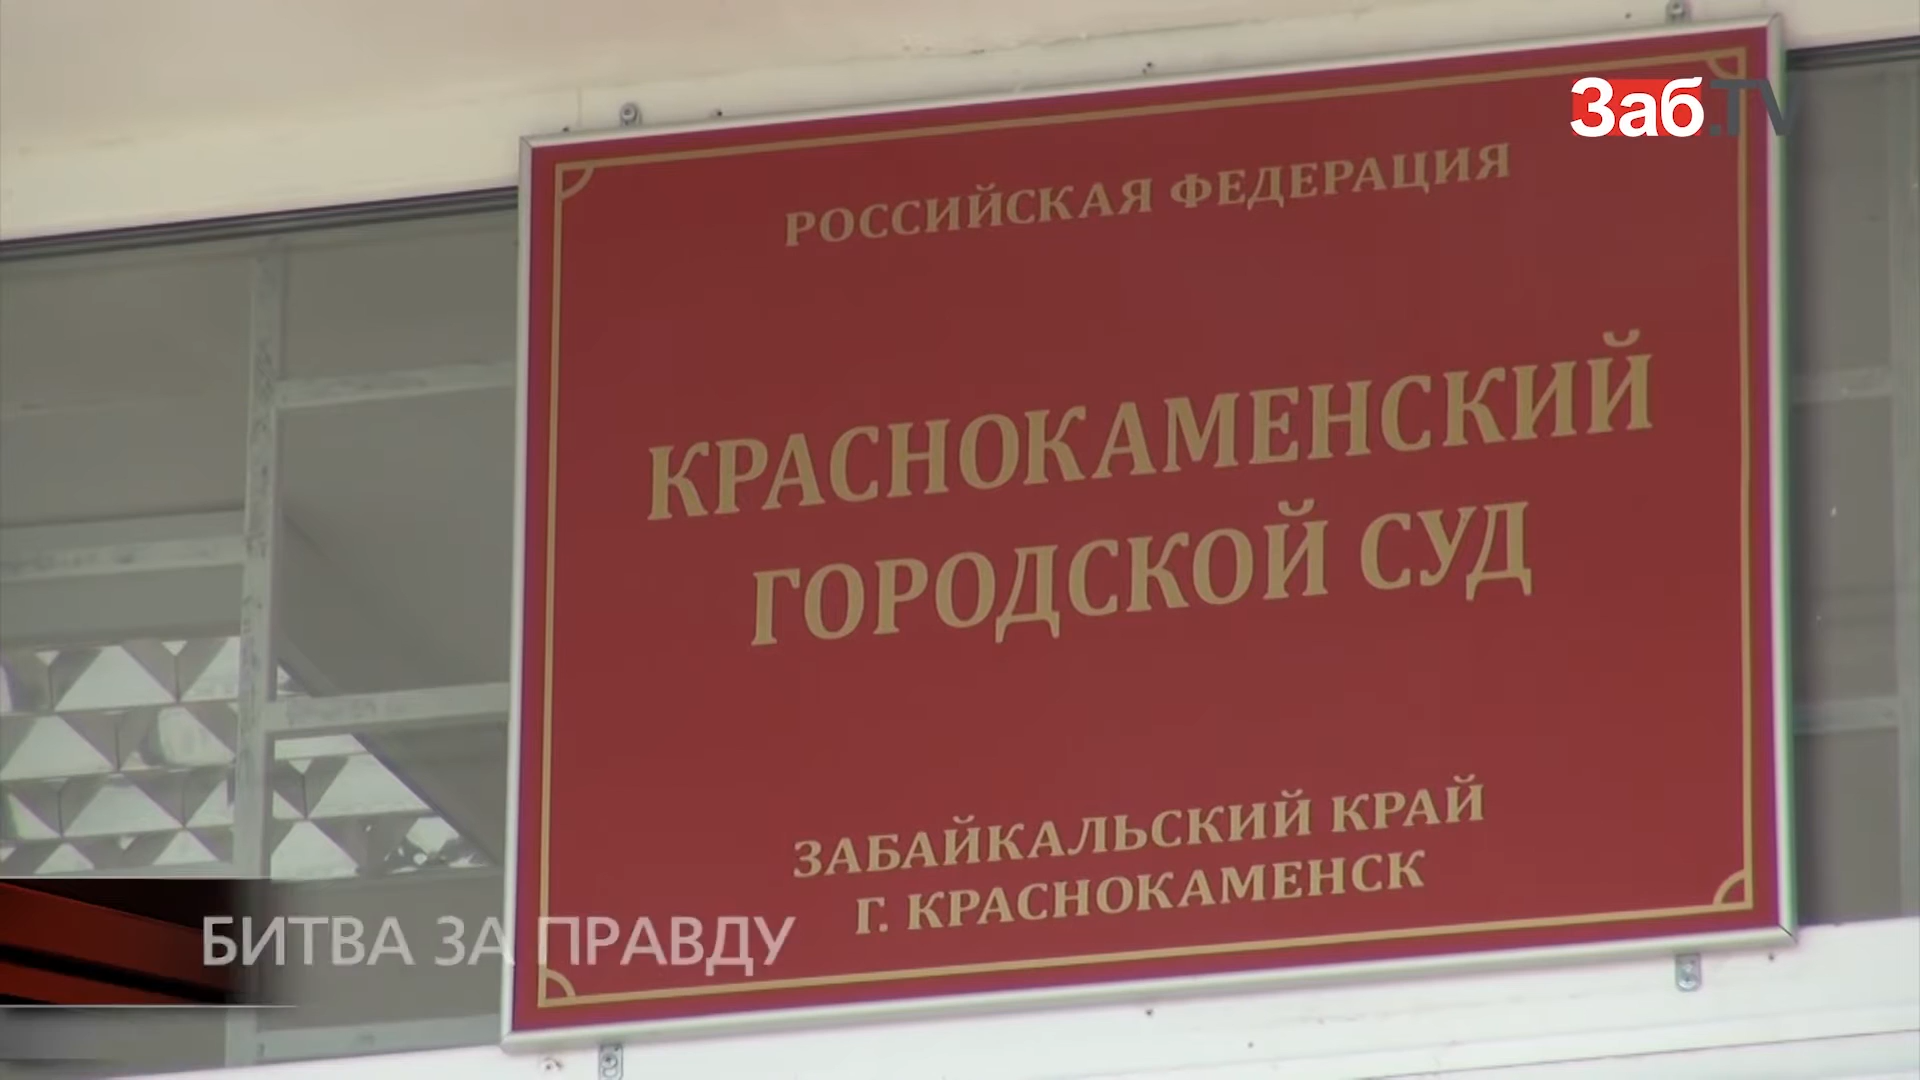 Заб.TV
РОССИЙСКАЯ ФЕДЕРАЦИЯ
КРАСНОКАМЕНСКИЙ
ГОРОДСКОЙ СУД
ЗАБАЙКАЛЬСКИЙ КРАЙ
Г. КРАСНОКАМЕНСК
БИТВА ЗА ПРАВДУ